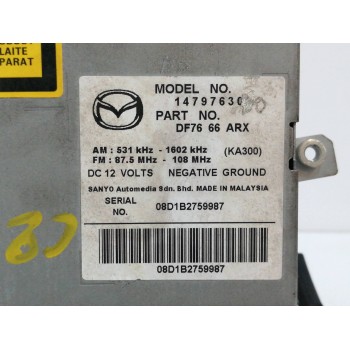 LAITE
PARAT
MODEL NO.
14797630
PART NO.
DF76 66 ARX
AM : 531 kHz - 1602 kHz (KA300)
FM : 87.5 MHz - 108 MHz
DC 12 VOLTS NEGATIVE GROUND
SANYO Automedia Sdn. Bhd. MADE IN MALAYSIA
SERIAL
NO. 08D1B2759987
08D1B2759987